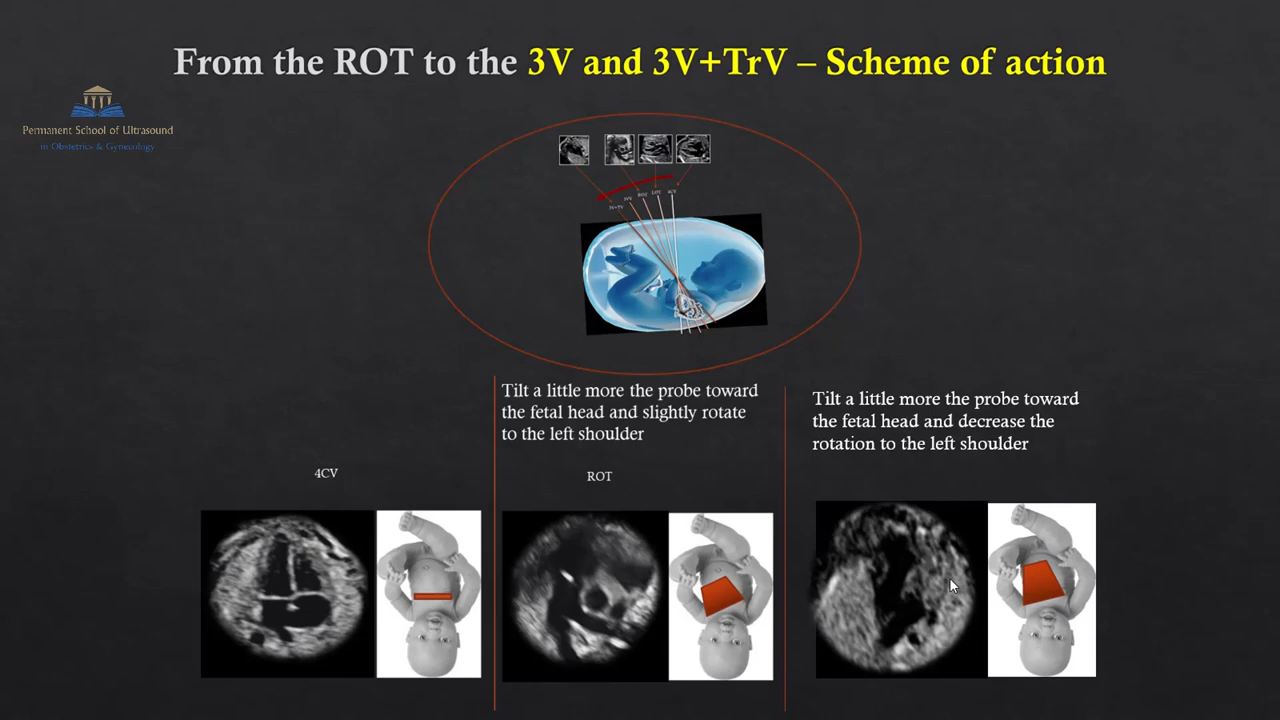 From the ROT to the 3V and 3V+TrV – Scheme of action
Permanent School of Ultrasound
in Obstetrics & Gynecology
Tilt a little more the probe toward
the fetal head and slightly rotate
to the left shoulder
Tilt a little more the probe toward
the fetal head and decrease the
rotation to the left shoulder
4CV
ROT